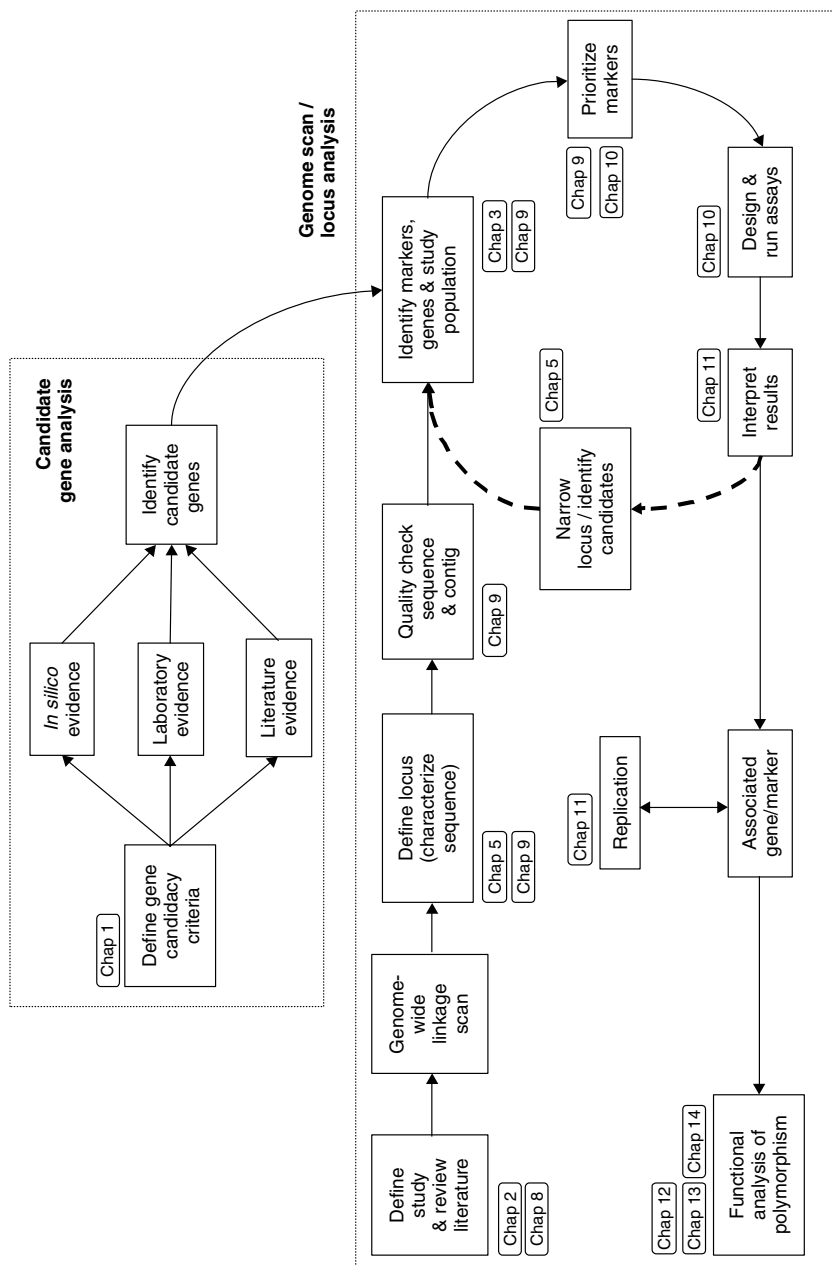 Candidate
gene analysis
Chap 1
Define gene
candidacy
criteria
In silico
evidence
Laboratory
evidence
Literature
evidence
Identify
candidate
genes
Genome scan /
locus analysis
Define
study
& review
literature
Chap 2
Chap 8
Genome-
wide
linkage
scan
Define locus
(characterize
sequence)
Chap 5
Chap 9
Quality check
sequence
& contig
Chap 9
Identify markers,
genes & study
population
Chap 3
Chap 9
Prioritize
markers
Chap 9
Chap 10
Chap 10
Design &
run assays
Chap 11
Interpret
results
Chap 5
Narrow
locus / identify
candidates
Chap 11
Replication
Associated
gene/marker
Chap 12
Chap 13
Chap 14
Functional
analysis of
polymorphism